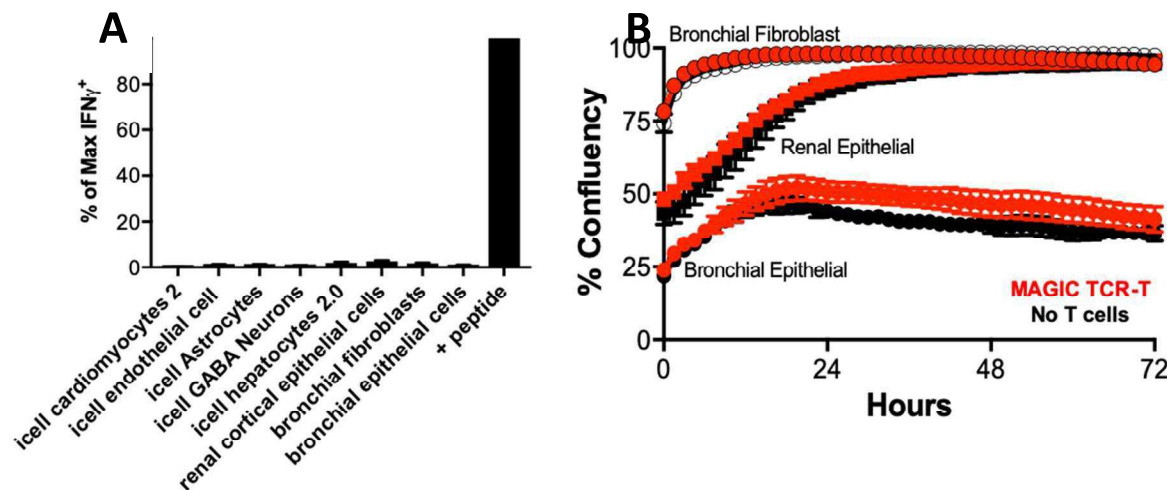 A
% of Max IFNγ+
80
60
40
20
0
icell cardiomyocytes 2
icell endothelial cell
icell Astrocytes
icell GABA Neurons
icell hepatocytes 2.0
renal cortical epithelial cells
bronchial fibroblasts
bronchial epithelial cells
+ peptide
B
Bronchial Fibroblast
Renal Epithelial
Bronchial Epithelial
MAGIC TCR-T
No T cells
% Confluency
100
75
50
25
0
0 24 48 72
Hours